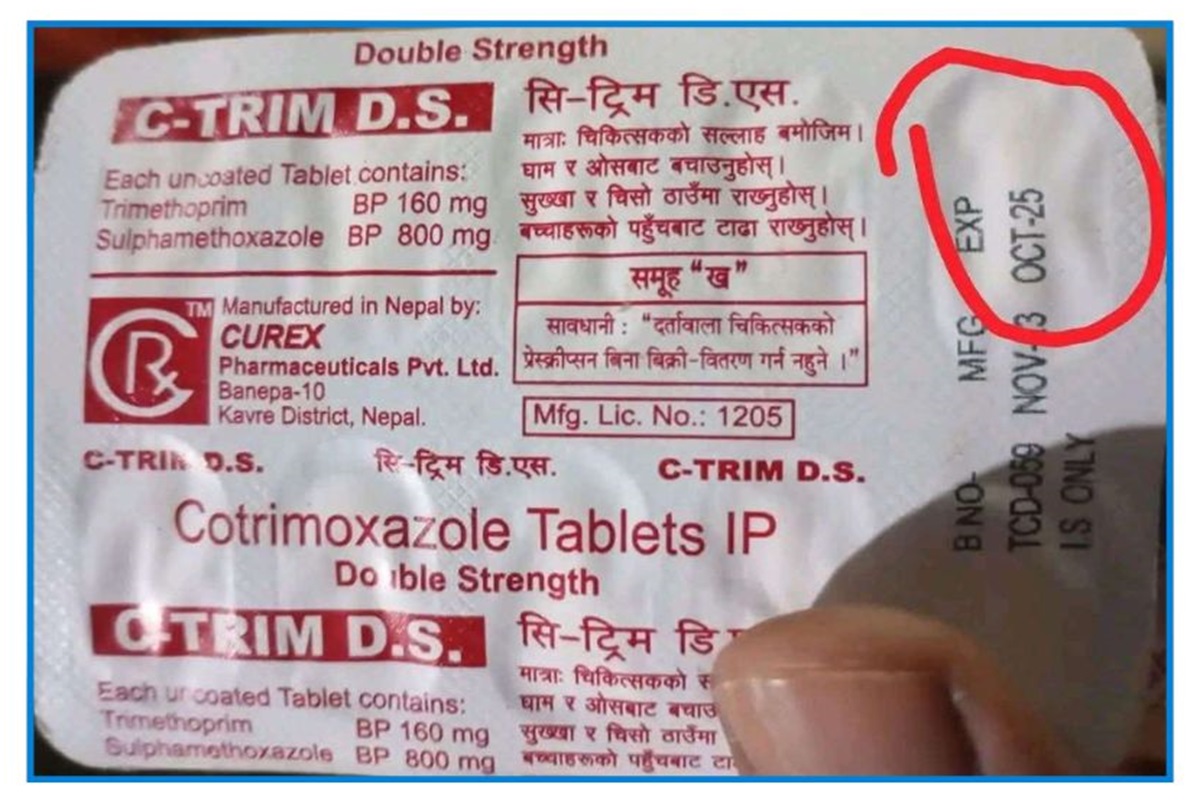 Double Strength
C-TRIM D.S.
Each uncoated Tablet contains:
Trimethoprim BP 160 mg
Sulphamethoxazole BP 800 mg
सि-ट्रिम डि.एस.
मात्राः चिकित्सकको सल्लाह बमोजिम।
घाम र ओसबाट बचाउनुहोस्।
सुख्खा र चिसो ठाउँमा राख्नुहोस्।
बच्चाहरूको पहुँचबाट टाढा राख्नुहोस्।
TM
Manufactured in Nepal by:
CUREX
Pharmaceuticals Pvt. Ltd.
Banepa-10
Kavre District, Nepal.
समूह "ख"
सावधानी : "दर्तावाला चिकित्सकको
प्रेस्क्रीप्सन बिना बिक्री-वितरण गर्न नहुने ।"
Mfg. Lic. No.: 1205
C-TRIM D.S. सि-ट्रिम डि.एस. C-TRIM D.S.
Cotrimoxazole Tablets IP
Double Strength
C-TRIM D.S.
Each uncoated Tablet contains:
Trimethoprim BP 160 mg
Sulphamethoxazole BP 800 mg
सि-ट्रिम डि
मात्राः चिकित्सकको
घाम र ओसबाट
सुख्खा र चिसो ठाउँमा
बच्चाहरूको पहुँचबाट
B NO- MFG EXP
TCD-059 NOV- 3 OCT-25
I.S ONLY